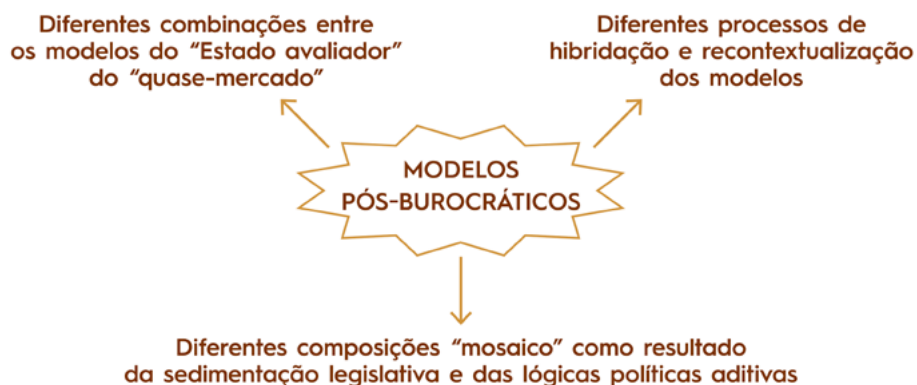 Diferentes combinações entre
os modelos do “Estado avaliador”
do “quase-mercado”
Diferentes processos de
hibridação e recontextualização
dos modelos
MODELOS
PÓS-BUROCRÁTICOS
Diferentes composições “mosaico” como resultado
da sedimentação legislativa e das lógicas políticas aditivas